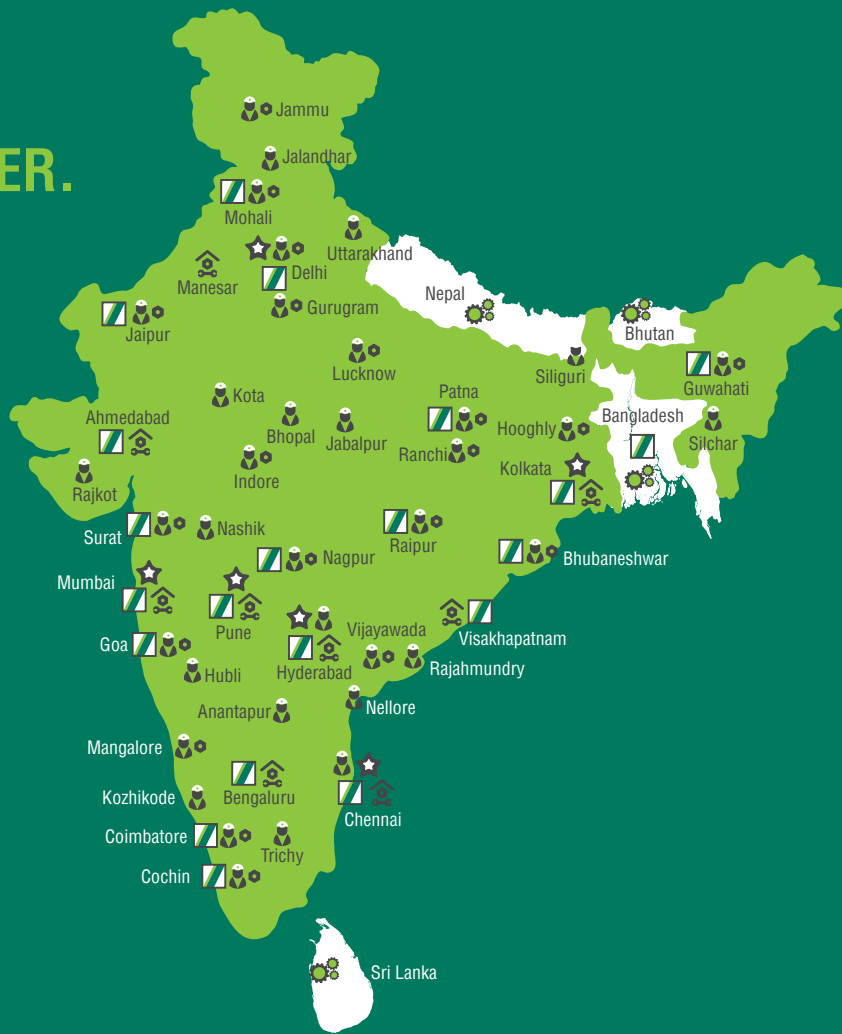 ER.
Jammu
Jalandhar
Mohali
Uttarakhand
Delhi
Manesar
Gurugram
Nepal
Jaipur
Bhutan
Lucknow
Siliguri
Guwahati
Kota
Patna
Ahmedabad
Bhopal
Jabalpur
Bangladesh
Hooghly
Silchar
Ranchi
Kolkata
Indore
Rajkot
Surat
Nashik
Raipur
Nagpur
Bhubaneshwar
Mumbai
Pune
Vijayawada
Visakhapatnam
Goa
Hyderabad
Rajahmundry
Hubli
Anantapur
Nellore
Mangalore
Bengaluru
Kozhikode
Chennai
Coimbatore
Trichy
Cochin
Sri Lanka